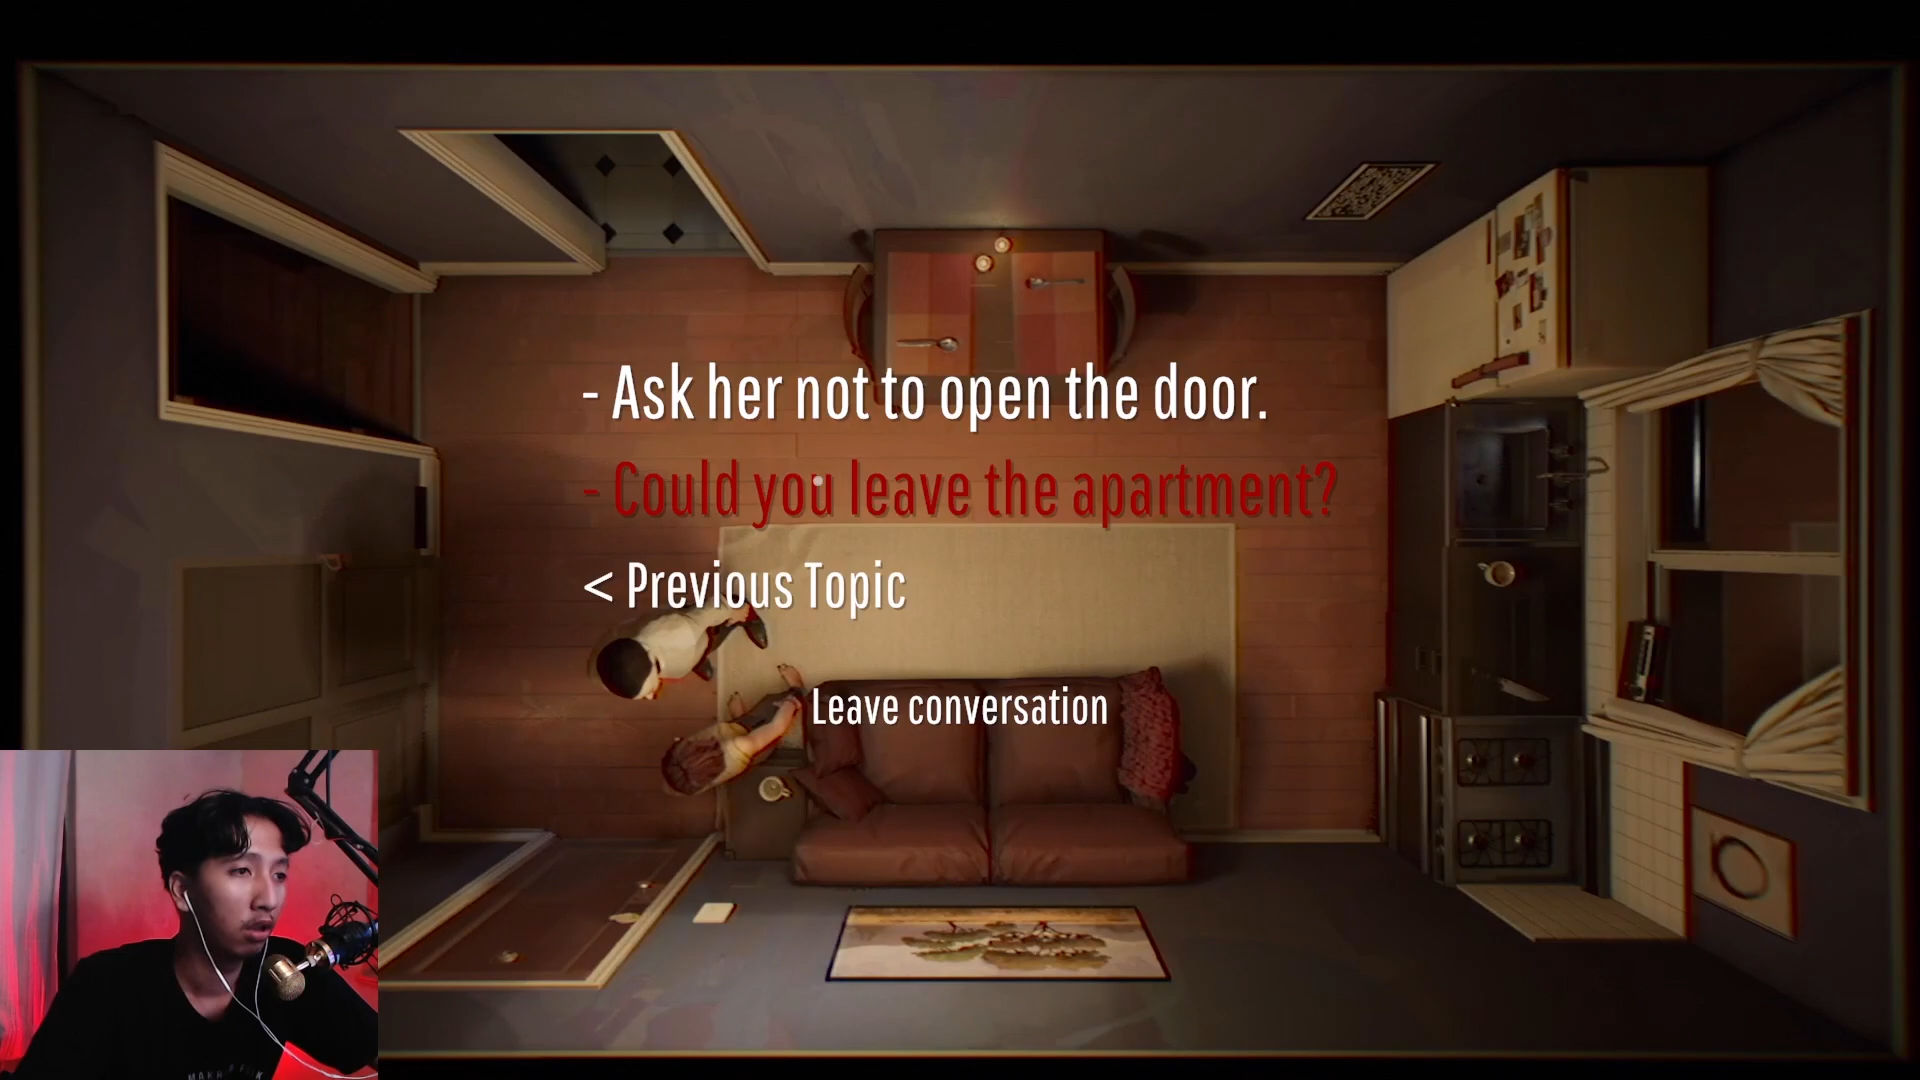 - Ask her not to open the door.
- Could you leave the apartment?
< Previous Topic
Leave conversation